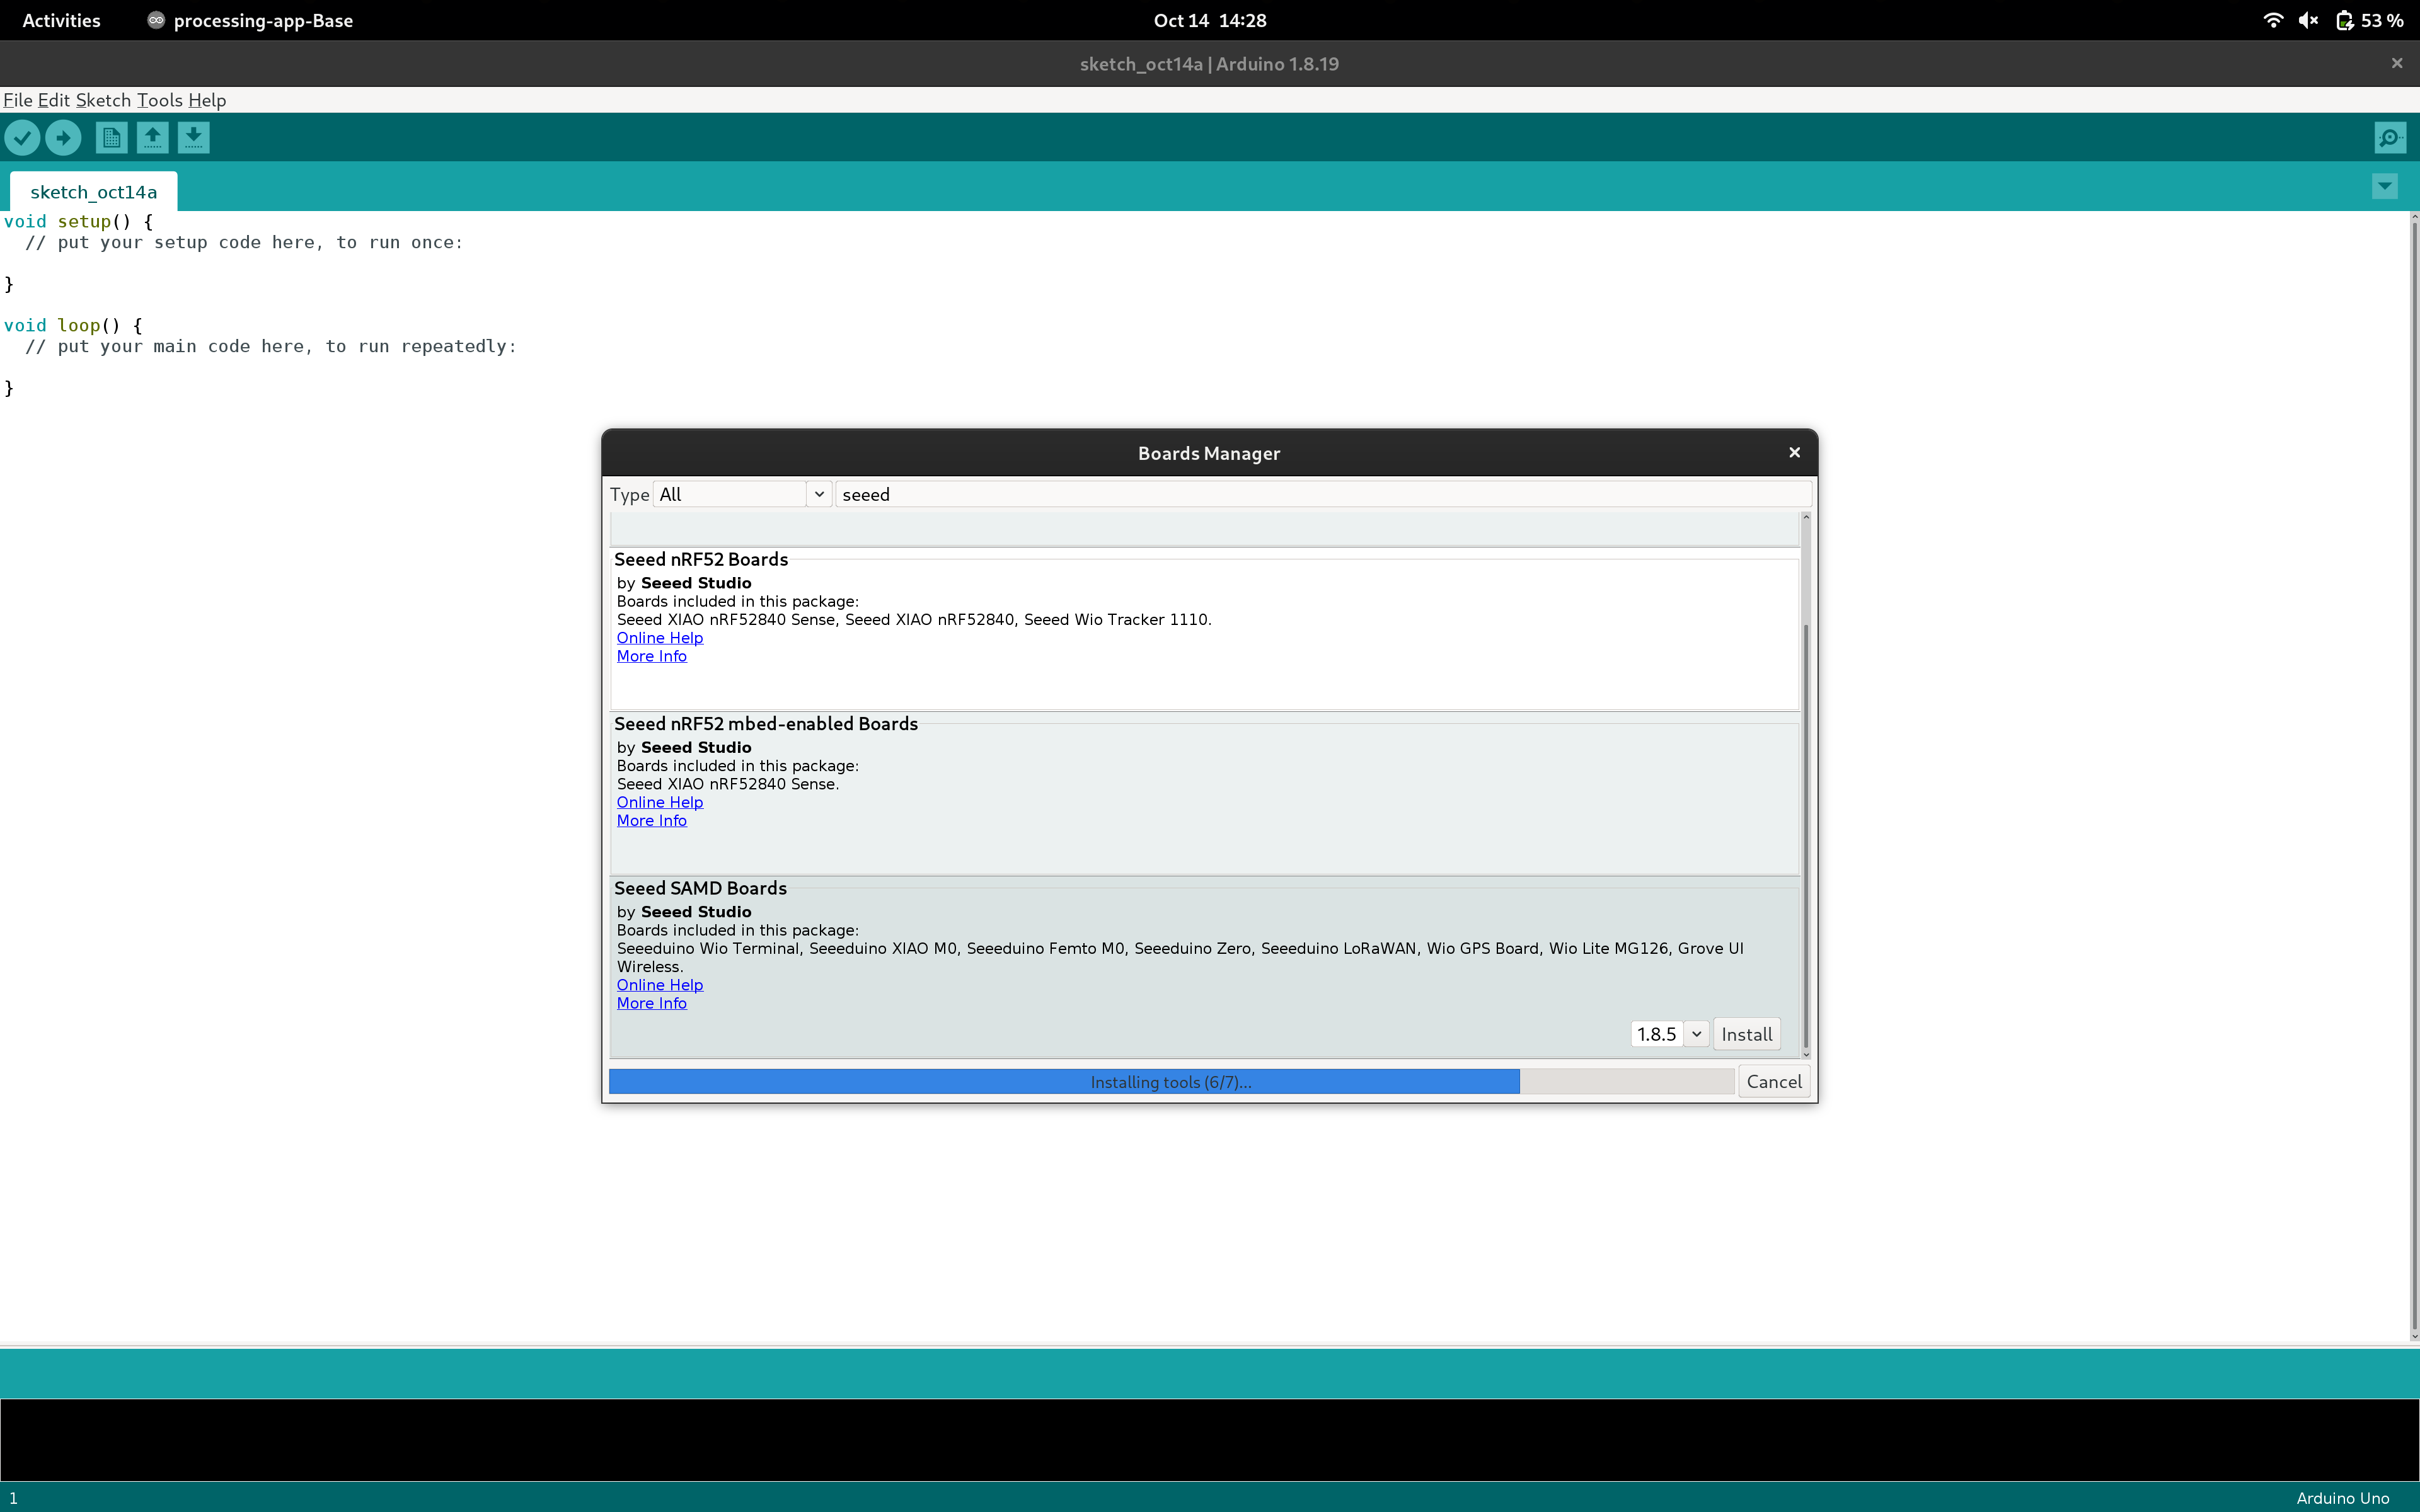 Activities processing-app-Base Oct 14 14:28 53 %
sketch_oct14a | Arduino 1.8.19
File Edit Sketch Tools Help
sketch_oct14a
void setup() {
  // put your setup code here, to run once:
}
void loop() {
  // put your main code here, to run repeatedly:
}
Boards Manager
Type All seeed
Seeed nRF52 Boards
by Seeed Studio
Boards included in this package:
Seeed XIAO nRF52840 Sense, Seeed XIAO nRF52840, Seeed Wio Tracker 1110.
Online Help
More Info
Seeed nRF52 mbed-enabled Boards
by Seeed Studio
Boards included in this package:
Seeed XIAO nRF52840 Sense.
Online Help
More Info
Seeed SAMD Boards
by Seeed Studio
Boards included in this package:
Seeeduino Wio Terminal, Seeeduino XIAO M0, Seeeduino Femto M0, Seeeduino Zero, Seeeduino LoRaWAN, Wio GPS Board, Wio Lite MG126, Grove UI
Wireless.
Online Help
More Info
1.8.5 Install
Installing tools (6/7)... Cancel
1 Arduino Uno